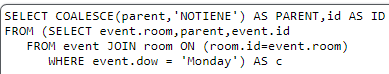 SELECT COALESCE(parent,'NOTIENE') AS PARENT,id AS ID
FROM (SELECT event.room,parent,event.id
FROM event JOIN room ON (room.id=event.room)
WHERE event.dow = 'Monday') AS c